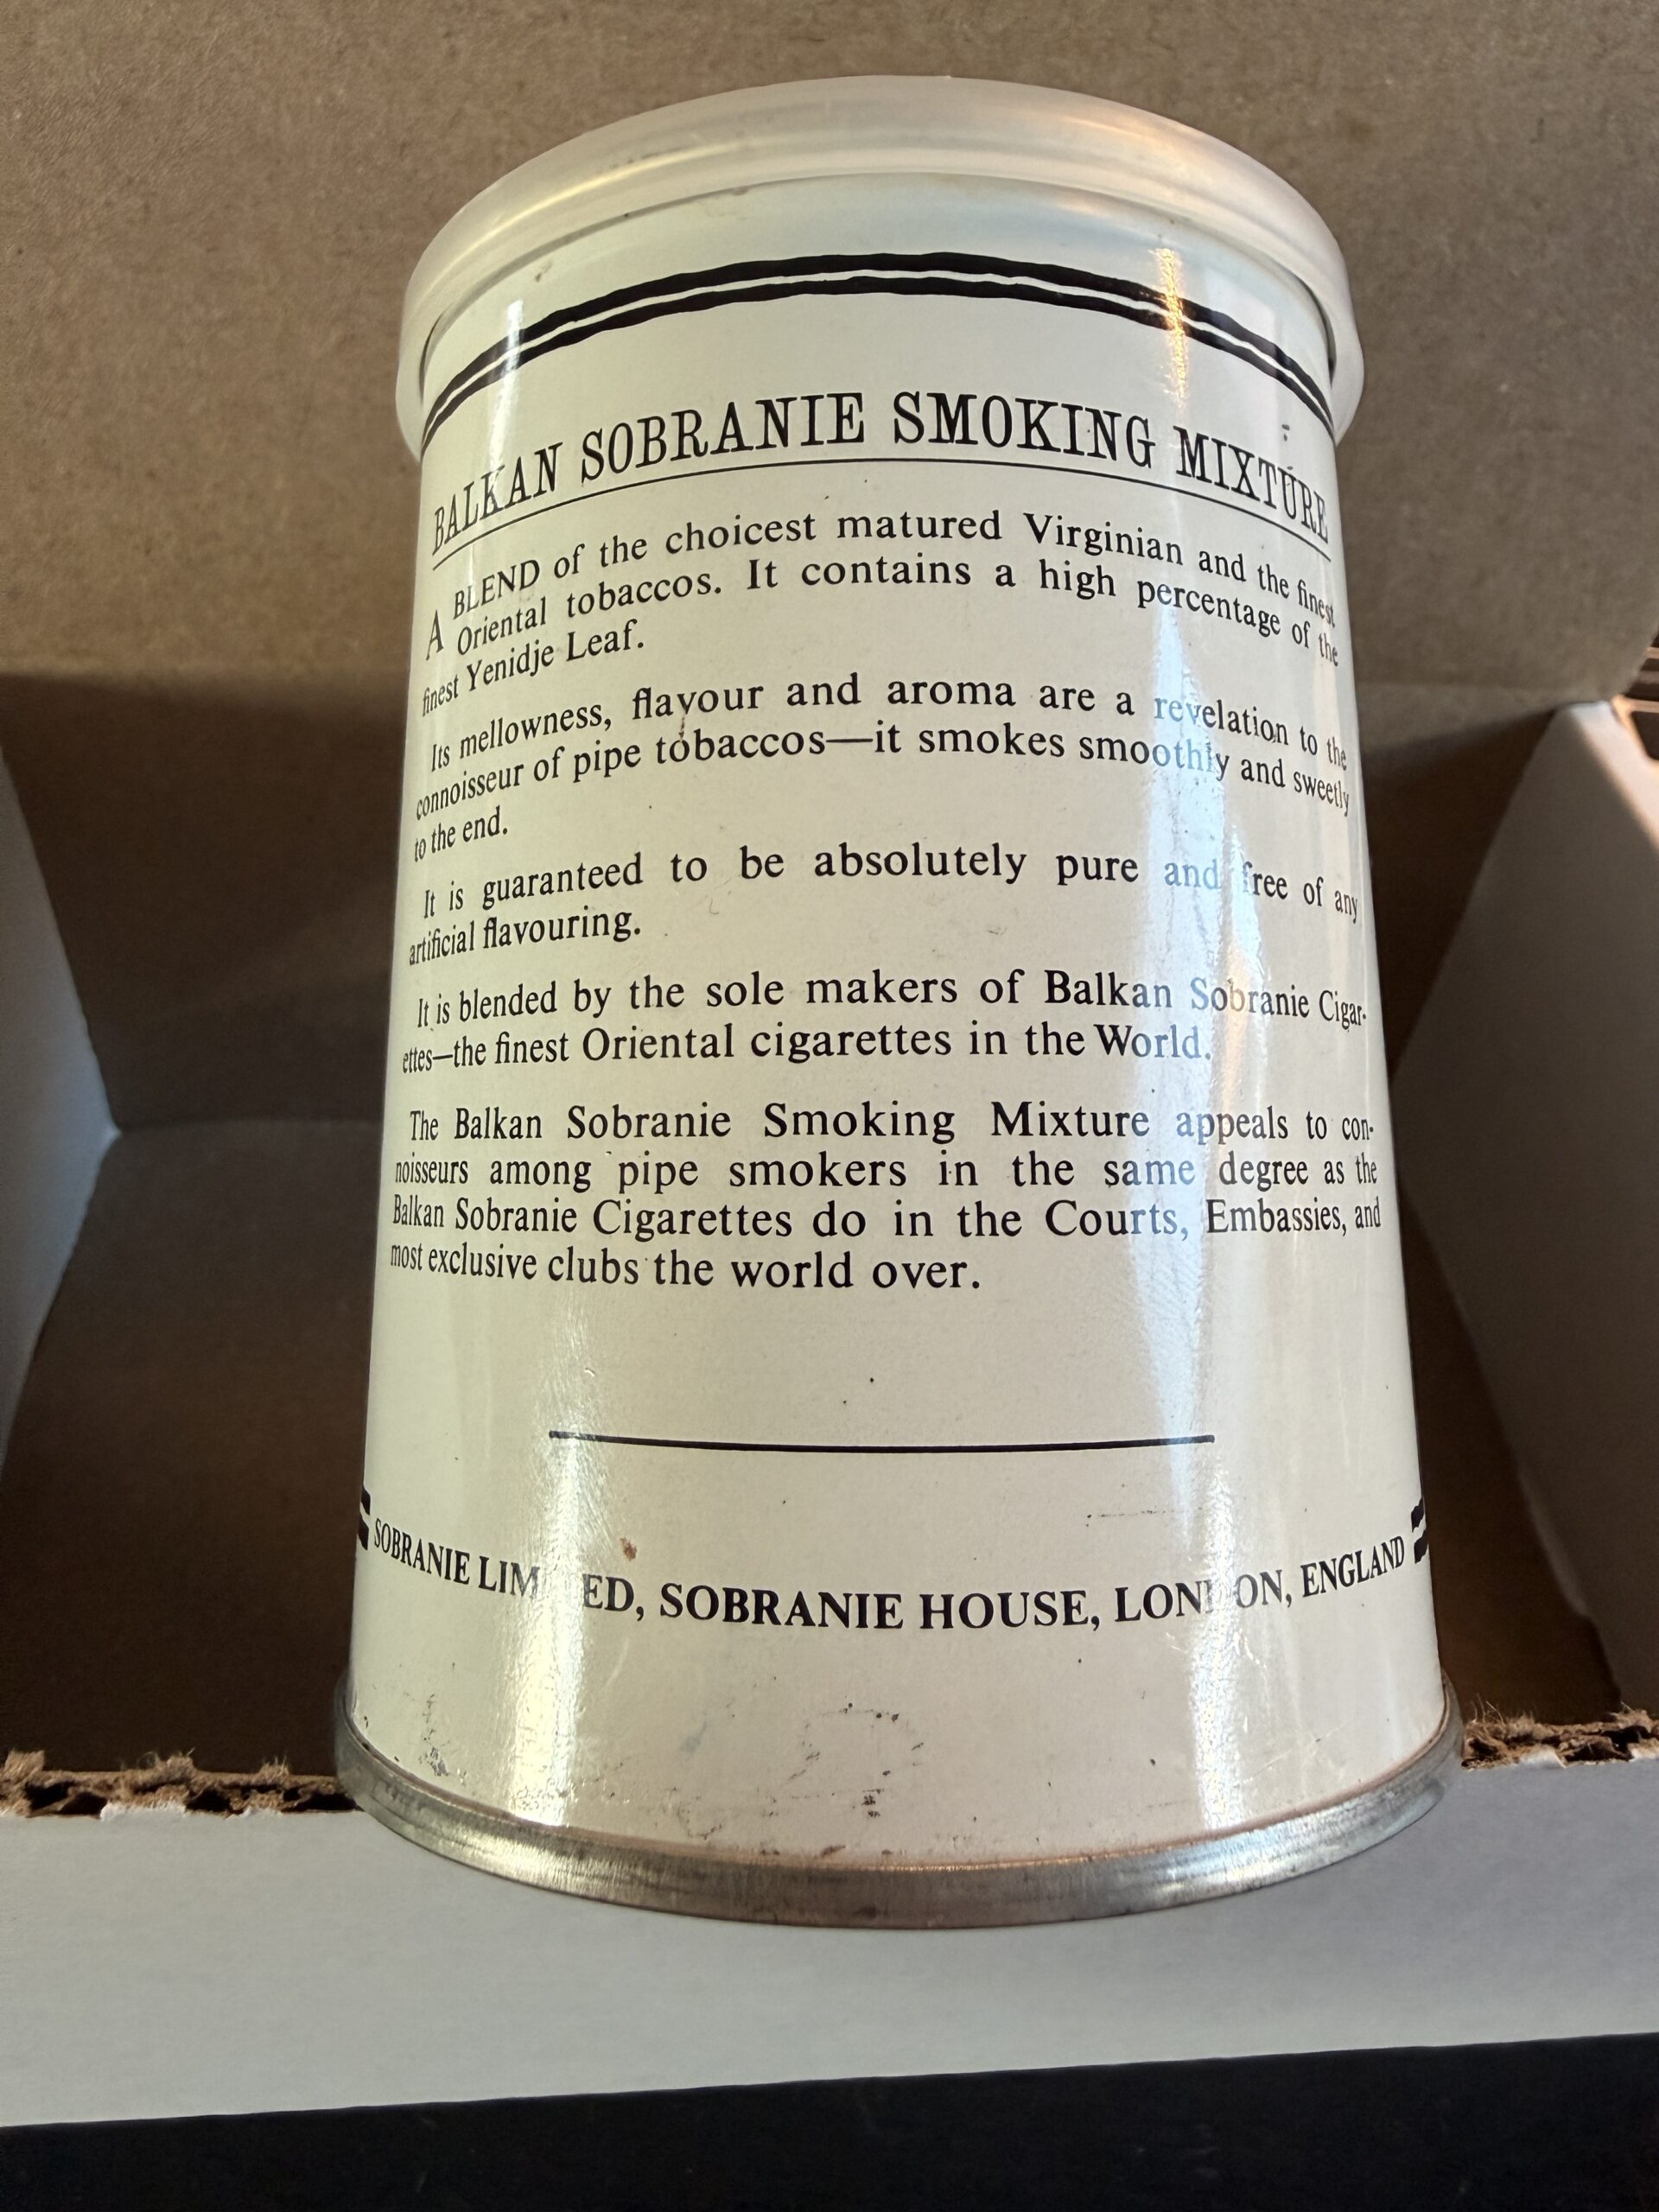 BALKAN SOBRANIE SMOKING MIXTURE
A BLEND of the choicest matured Virginian and the finest
Oriental tobaccos. It contains a high percentage of the
finest Yenidje Leaf.
Its mellowness, flavour and aroma are a revelation to the
connoisseur of pipe tobaccos—it smokes smoothly and sweetly
to the end.
It is guaranteed to be absolutely pure and free of any
artificial flavouring.
It is blended by the sole makers of Balkan Sobranie Cigar-
ettes—the finest Oriental cigarettes in the World.
The Balkan Sobranie Smoking Mixture appeals to con-
noisseurs among pipe smokers in the same degree as the
Balkan Sobranie Cigarettes do in the Courts, Embassies, and
most exclusive clubs the world over.
SOBRANIE LIMITED, SOBRANIE HOUSE, LONDON, ENGLAND